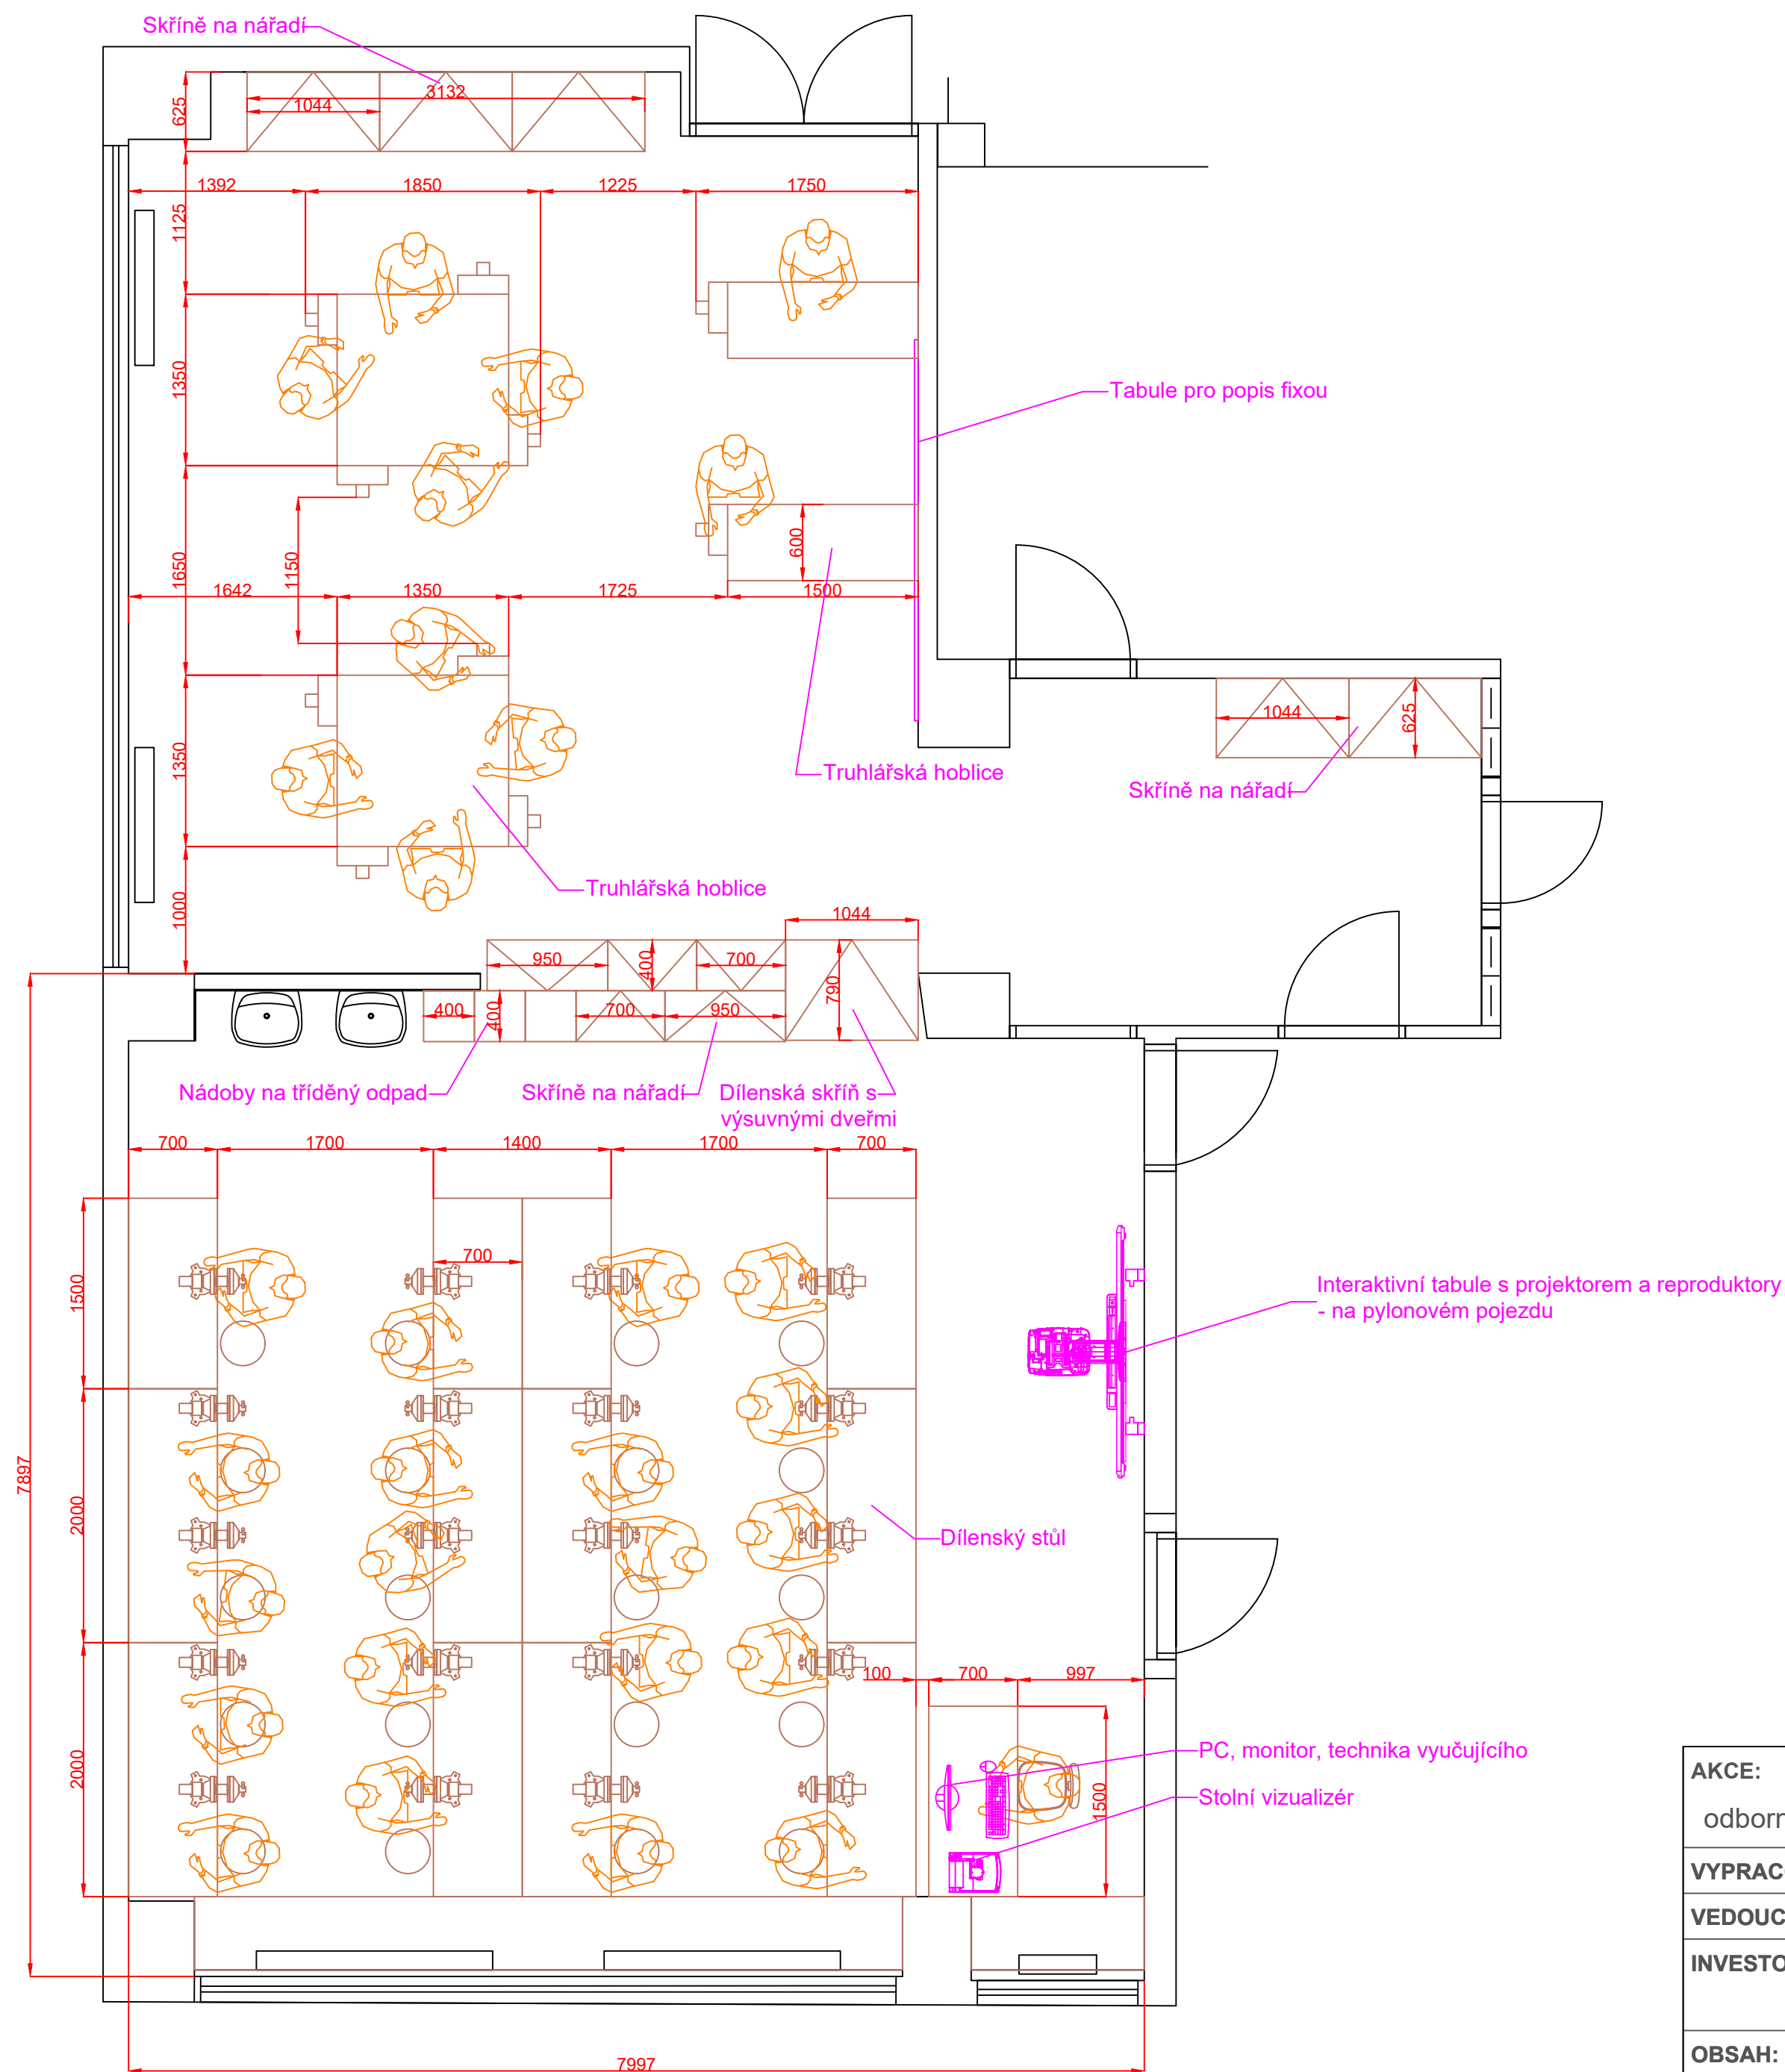 Skříně na nářadí
3132
1044
625
1392
1850
1225
1750
1125
1350
Tabule pro popis fixou
600
1650
1150
1642
1350
1725
1500
1044
625
1350
Truhlářská hoblice
Skříně na nářadí
Truhlářská hoblice
1000
1044
950
400
700
790
400
400
700
950
Nádoby na tříděný odpad
Skříně na nářadí
Dílenská skříň s
výsuvnými dveřmi
700
1700
1400
1700
700
1500
700
Interaktivní tabule s projektorem a reproduktory
- na pylonovém pojezdu
7897
2000
Dílenský stůl
100
700
997
2000
1500
PC, monitor, technika vyučujícího
Stolní vizualizér
7997
AKCE:
odborn
VYPRAC
VEDOUC
INVESTO
OBSAH: